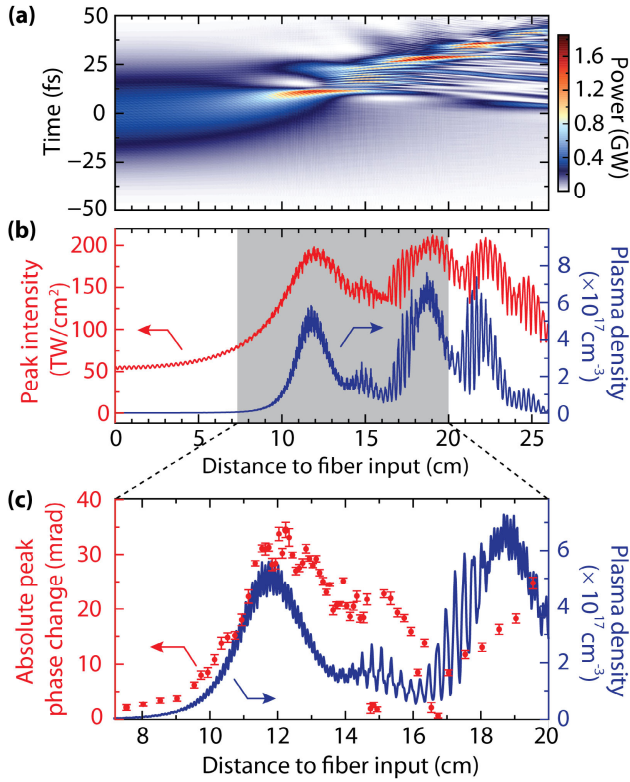 (a)
50
25
0
−25
−50
Time (fs)
1.6
1.2
0.8
0.4
0
Power (GW)
(b)
200
150
100
50
0
Peak intensity
(TW/cm²)
8
6
4
2
0
Plasma density
(× 10¹⁷ cm⁻³)
0 5 10 15 20 25
Distance to fiber input (cm)
(c)
40
30
20
10
0
Absolute peak
phase change (mrad)
6
4
2
0
Plasma density
(× 10¹⁷ cm⁻³)
8 10 12 14 16 18 20
Distance to fiber input (cm)